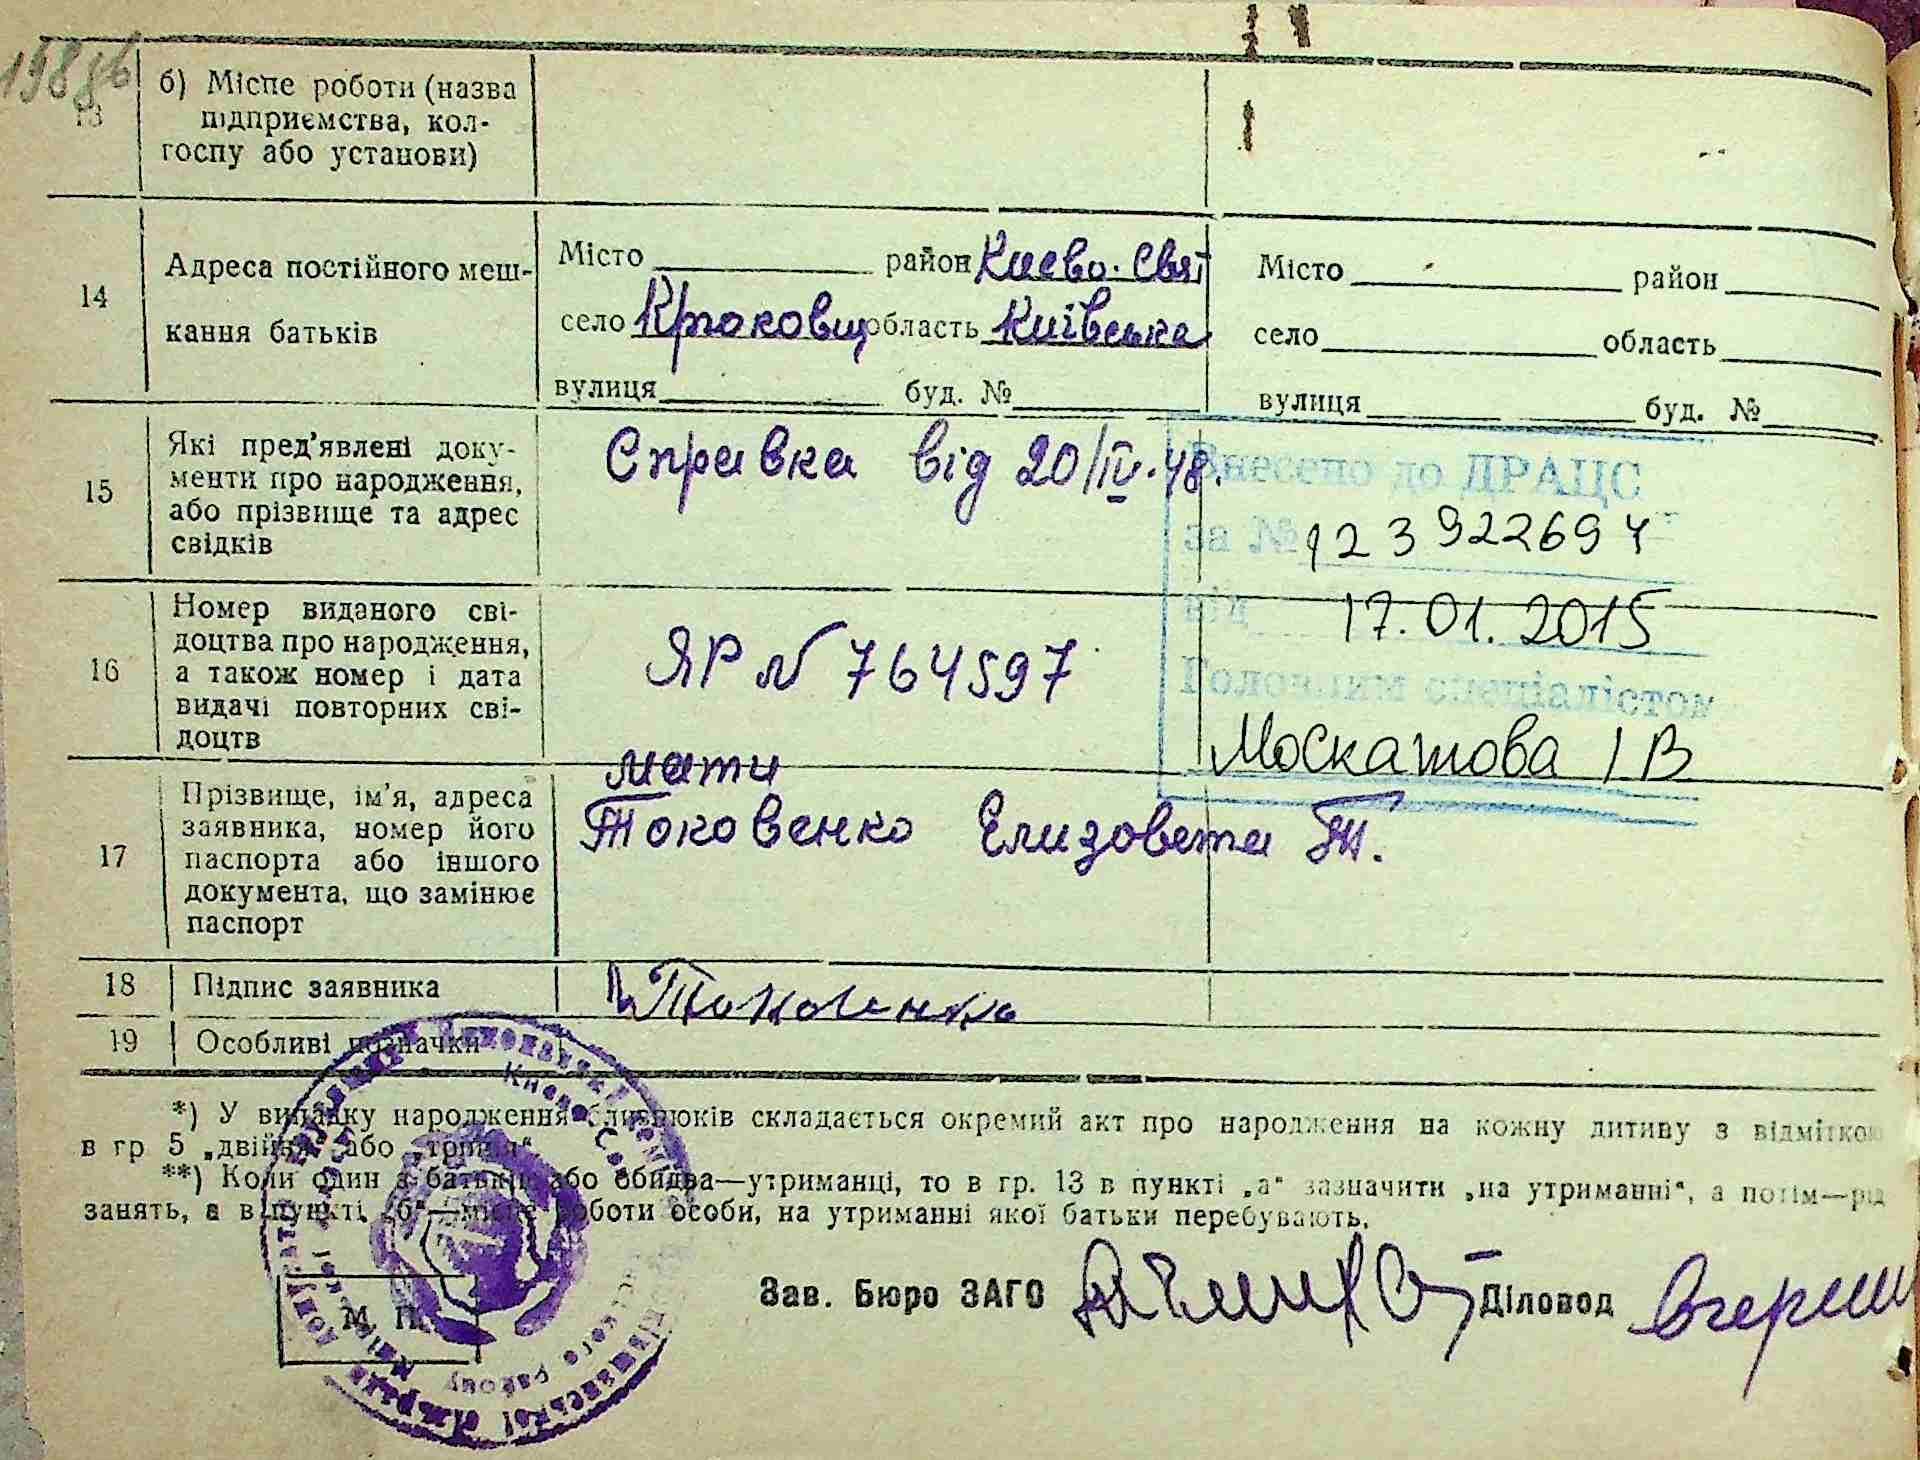 13
б) Місце роботи (назва
підприємства, кол-
госпу або установи)
14
Адреса постійного меш-
кання батьків
Місто район Києво-Свят
село Крюковщ область Київська
вулиця буд. №
Місто район
село область
вулиця буд. №
15
Які пред'явлені доку-
менти про народження,
або прізвище та адрес
свідків
Справка від 20/IV.48.
Внесено до ДРАЦС
за № 123922697
від 17.01.2015
Головним спеціалістом
Москатова І В
16
Номер виданого сві-
доцтва про народження,
а також номер і дата
видачі повторних сві-
доцтв
ЯР N 764597
17
Прізвище, ім'я, адреса
заявника, номер його
паспорта або іншого
документа, що замінює
паспорт
мати
Токовенко Елизовета Т.
18
Підпис заявника
19
Особливі позначки
*) У випадку народження близнюків складається окремий акт про народження на кожну дитину з відміткою
в гр 5 „двійня" або „трійня".
**) Коли один з батьків або обидва—утриманці, то в гр. 13 в пункті „а" зазначити „на утриманні", а потім—рід
занять, а в пункті „б"—місце роботи особи, на утриманні якої батьки перебувають.
М. П.
Зав. Бюро ЗАГС
Діловод